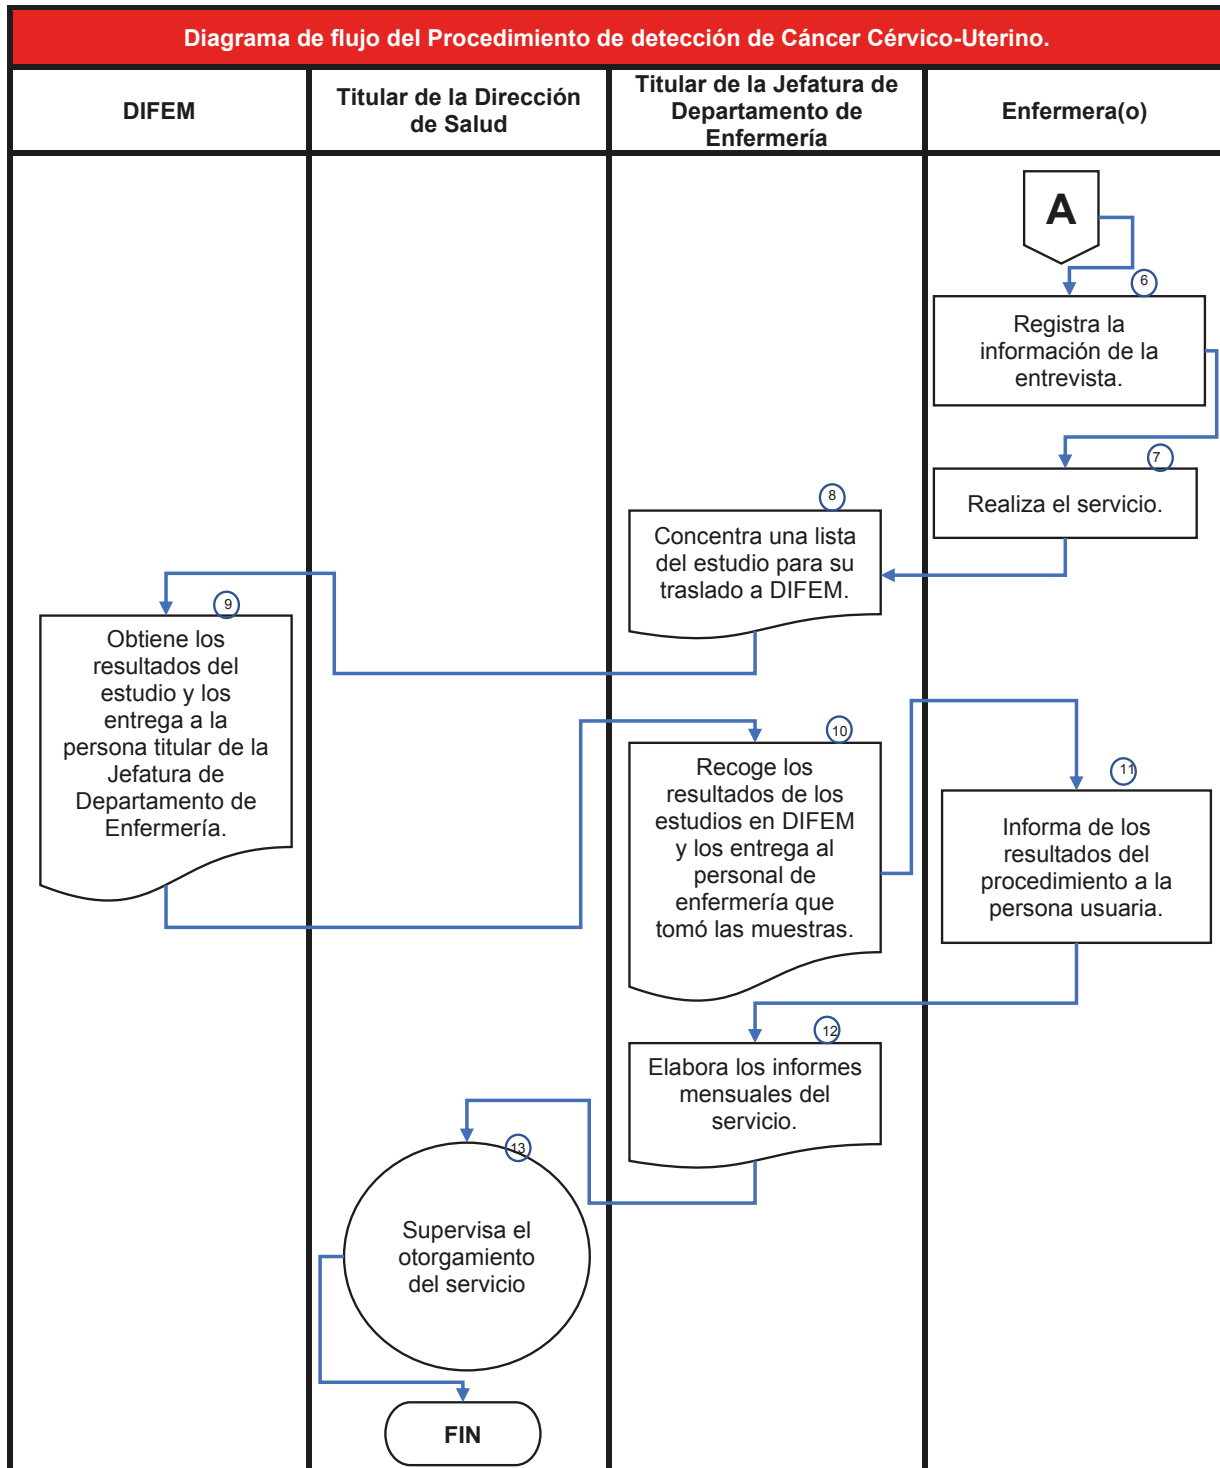 Diagrama de flujo del Procedimiento de detección de Cáncer Cérvico-Uterino.
DIFEM
Titular de la Dirección
de Salud
Titular de la Jefatura de
Departamento de
Enfermería
Enfermera(o)
A
6
Registra la
información de la
entrevista.
7
Realiza el servicio.
8
Concentra una lista
del estudio para su
traslado a DIFEM.
9
Obtiene los
resultados del
estudio y los
entrega a la
persona titular de la
Jefatura de
Departamento de
Enfermería.
10
Recoge los
resultados de los
estudios en DIFEM
y los entrega al
personal de
enfermería que
tomó las muestras.
11
Informa de los
resultados del
procedimiento a la
persona usuaria.
12
Elabora los informes
mensuales del
servicio.
13
Supervisa el
otorgamiento
del servicio
FIN